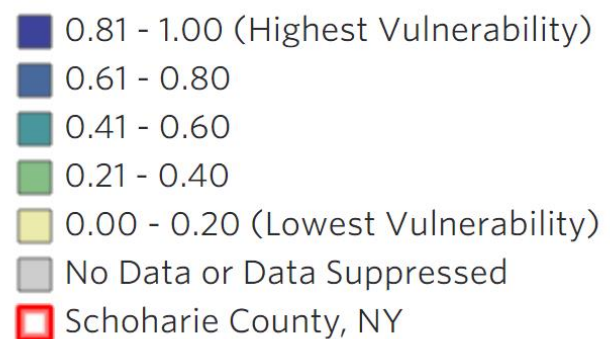 0.81 - 1.00 (Highest Vulnerability)
0.61 - 0.80
0.41 - 0.60
0.21 - 0.40
0.00 - 0.20 (Lowest Vulnerability)
No Data or Data Suppressed
Schoharie County, NY